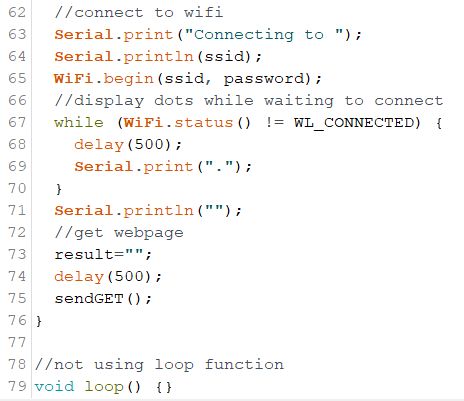 62   //connect to wifi
63   Serial.print("Connecting to ");
64   Serial.println(ssid);
65   WiFi.begin(ssid, password);
66   //display dots while waiting to connect
67   while (WiFi.status() != WL_CONNECTED) {
68     delay(500);
69     Serial.print(".");
70   }
71   Serial.println("");
72   //get webpage
73   result="";
74   delay(500);
75   sendGET();
76 }
77
78 //not using loop function
79 void loop() {}